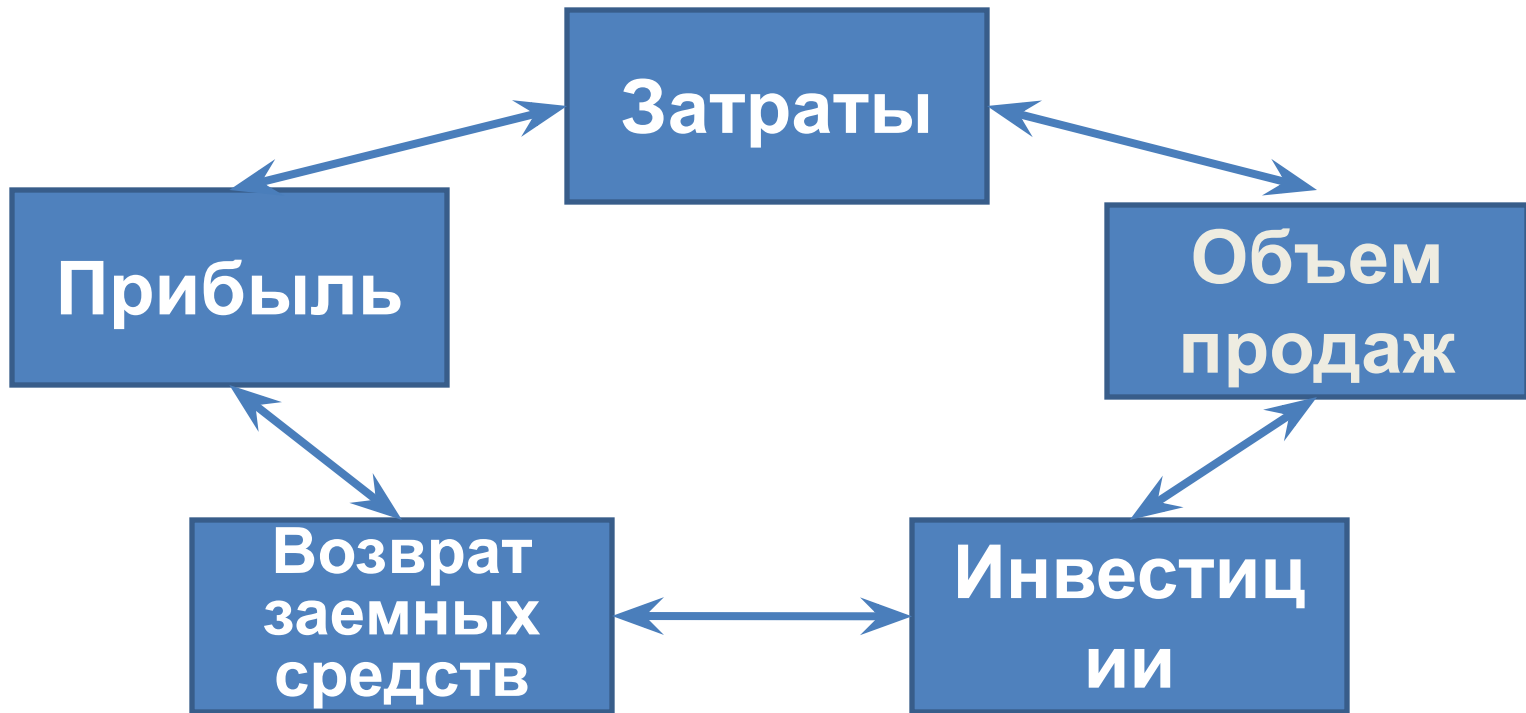 Затраты
Прибыль
Объем
продаж
Возврат
заемных
средств
Инвестиц
ии